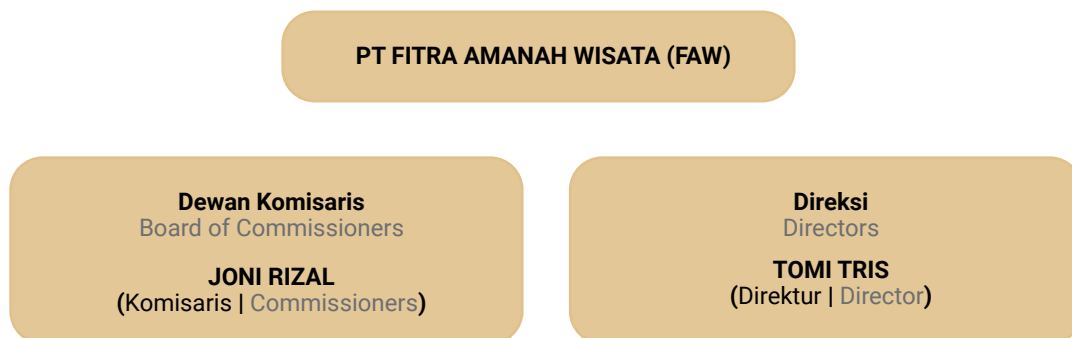 PT FITRA AMANAH WISATA (FAW)
Dewan Komisaris
Board of Commissioners
JONI RIZAL
(Komisaris | Commissioners)
Direksi
Directors
TOMI TRIS
(Direktur | Director)